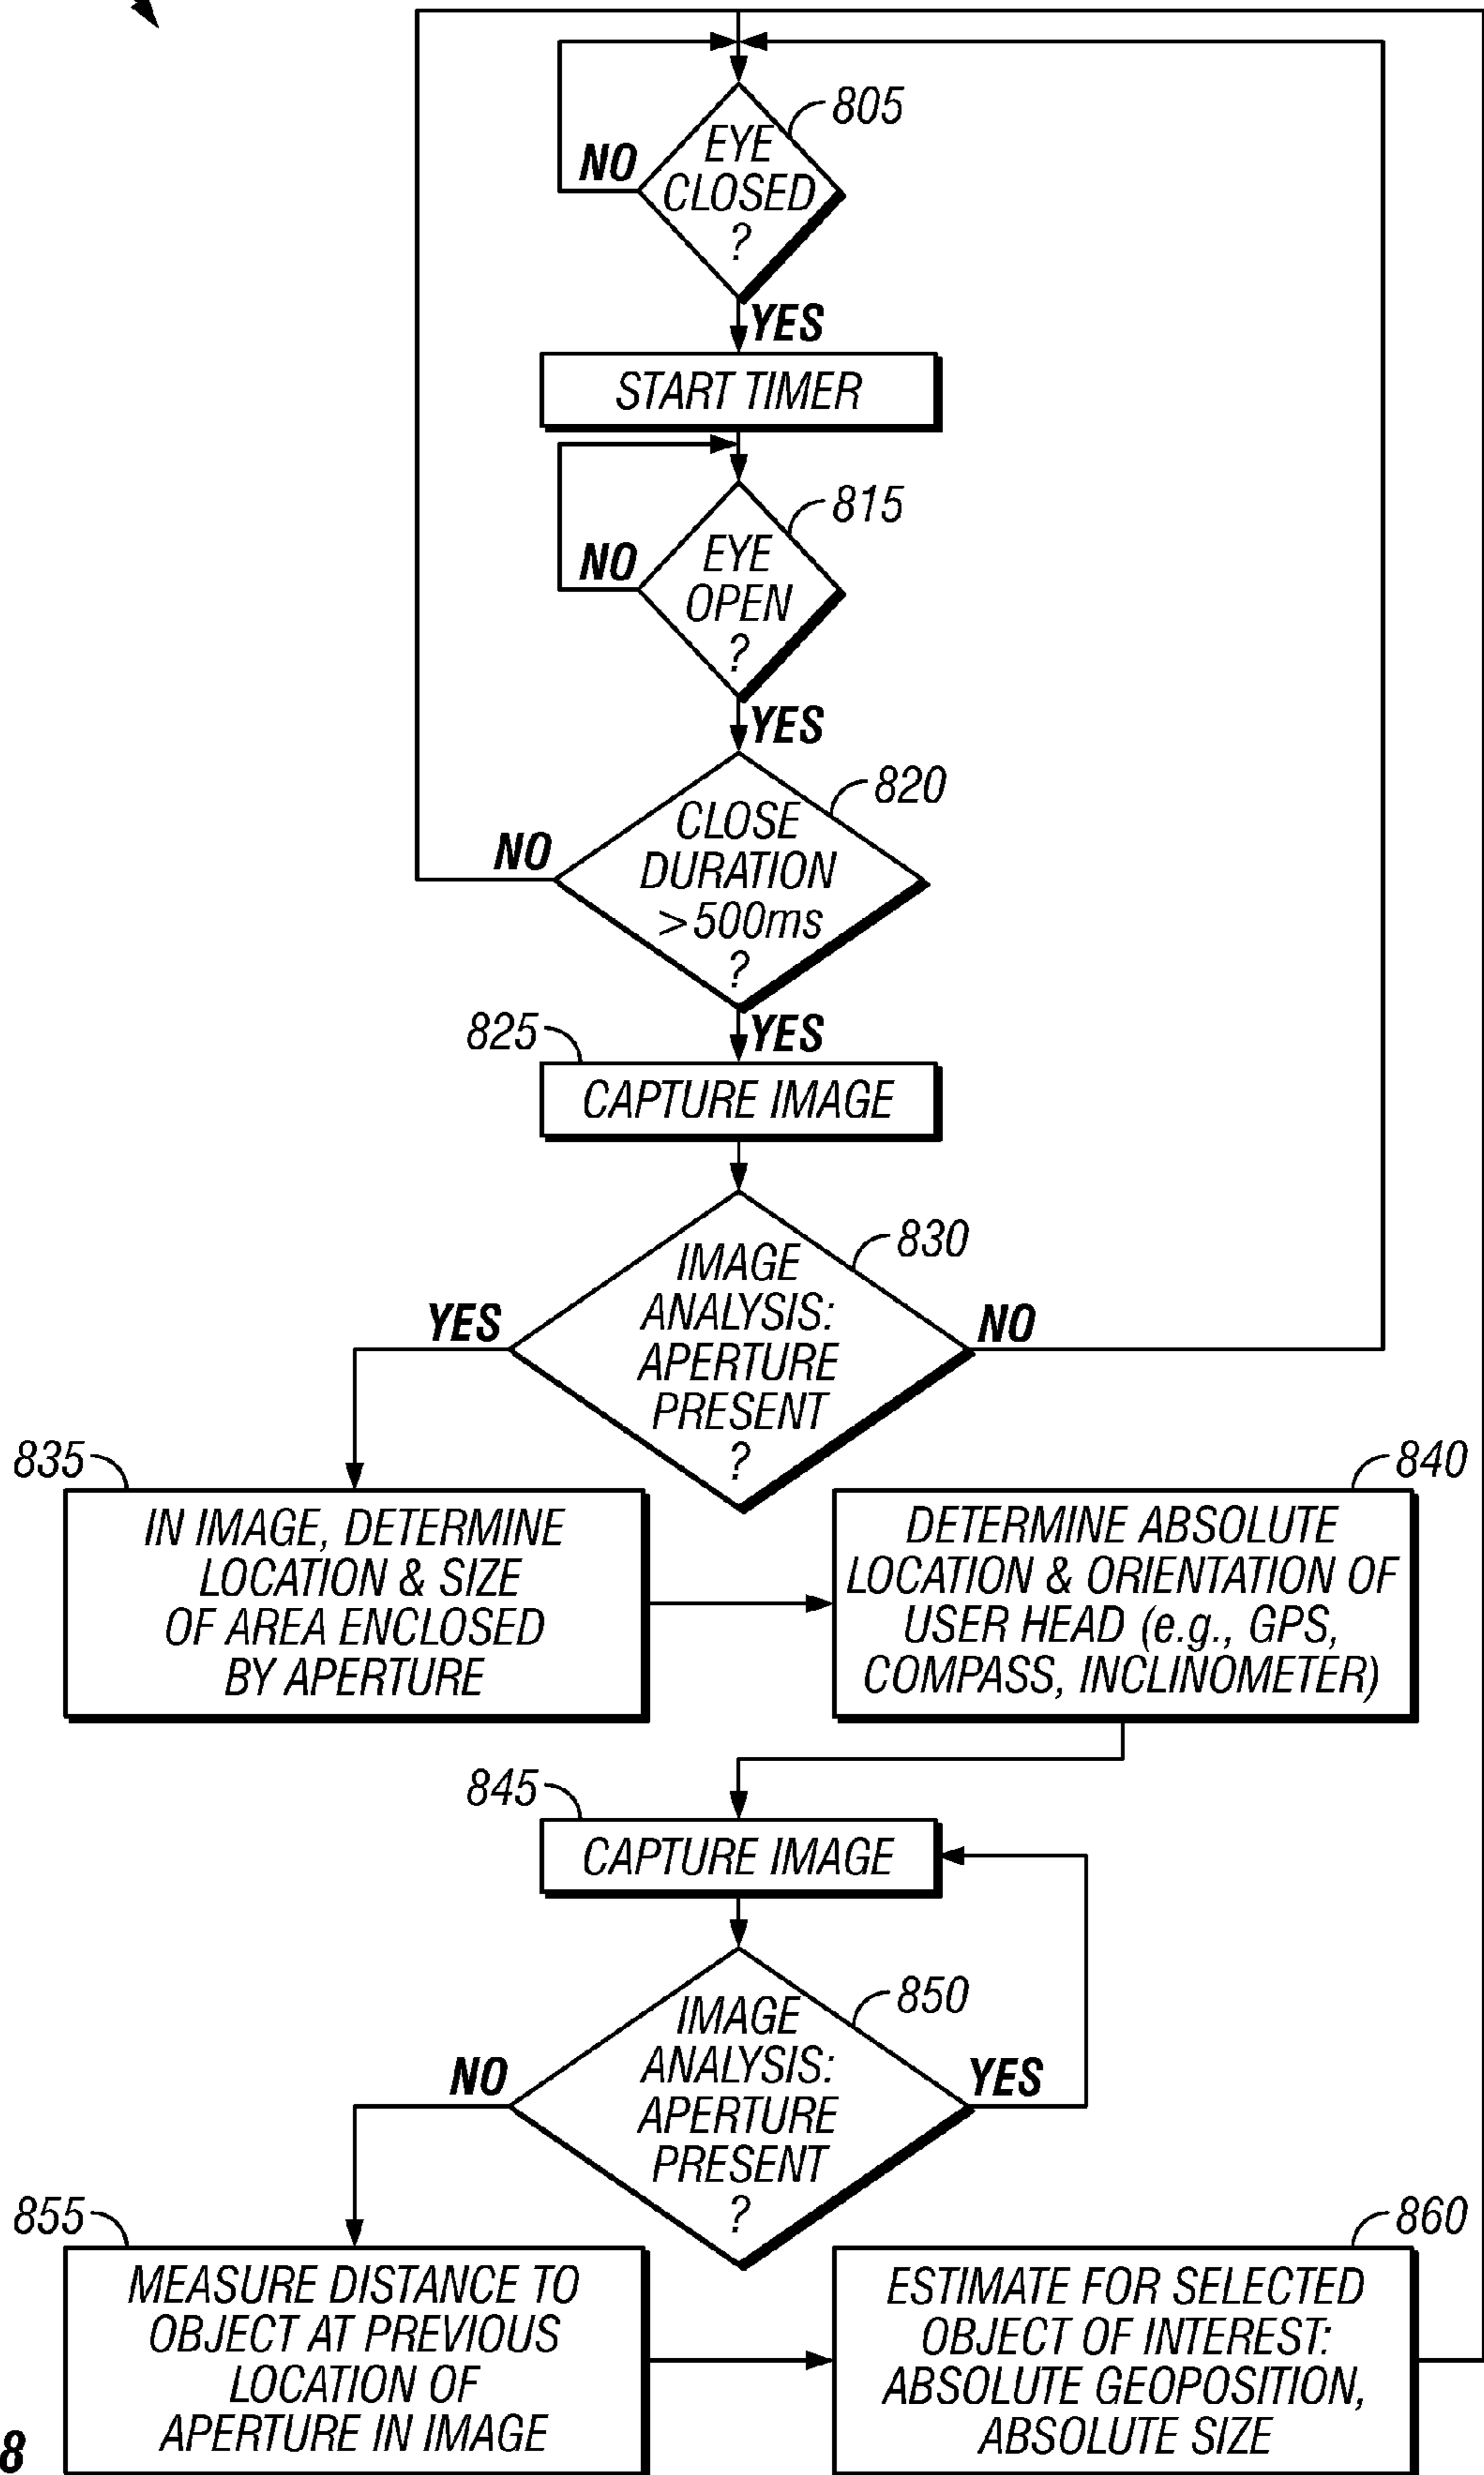 805
EYE
CLOSED
?
NO
YES
START TIMER
815
EYE
OPEN
?
NO
YES
820
CLOSE
DURATION
>500ms
?
NO
YES
825
CAPTURE IMAGE
830
IMAGE
ANALYSIS:
APERTURE
PRESENT
?
YES
NO
835
IN IMAGE, DETERMINE
LOCATION & SIZE
OF AREA ENCLOSED
BY APERTURE
840
DETERMINE ABSOLUTE
LOCATION & ORIENTATION OF
USER HEAD (e.g., GPS,
COMPASS, INCLINOMETER)
845
CAPTURE IMAGE
850
IMAGE
ANALYSIS:
APERTURE
PRESENT
?
NO
YES
855
MEASURE DISTANCE TO
OBJECT AT PREVIOUS
LOCATION OF
APERTURE IN IMAGE
860
ESTIMATE FOR SELECTED
OBJECT OF INTEREST:
ABSOLUTE GEOPOSITION,
ABSOLUTE SIZE
8